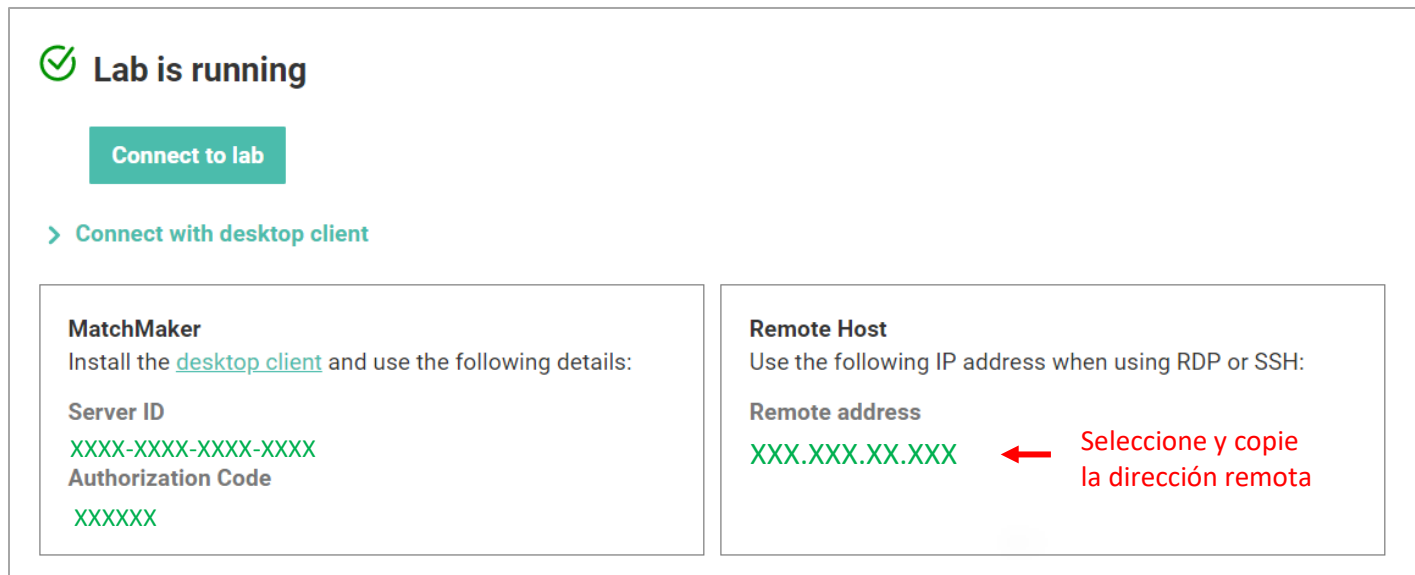 Lab is running
Connect to lab
Connect with desktop client
MatchMaker
Install the desktop client and use the following details:
Server ID
XXXX-XXXX-XXXX-XXXX
Authorization Code
XXXXXX
Remote Host
Use the following IP address when using RDP or SSH:
Remote address
XXX.XXX.XX.XXX
Seleccione y copie
la dirección remota